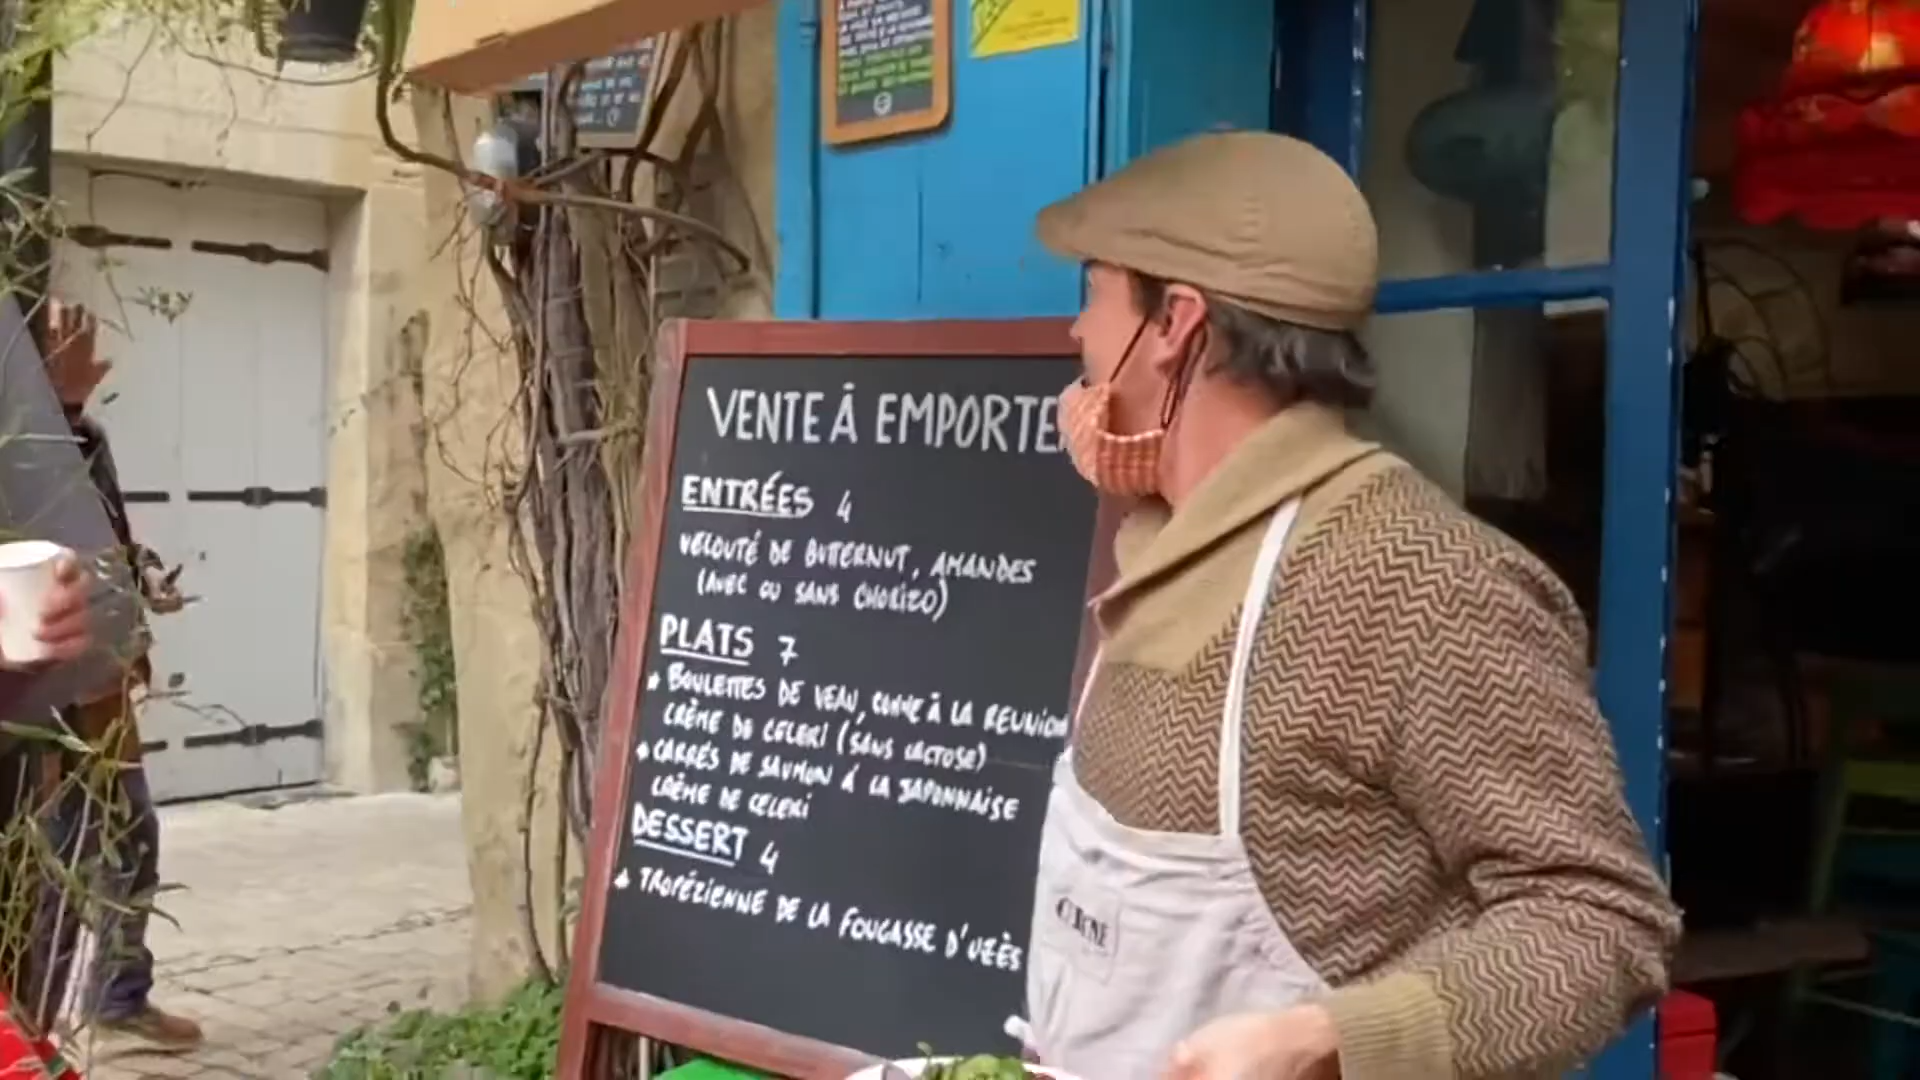 VENTE À EMPORTE
ENTRÉES 4
VELOUTÉ DE BUTTERNUT, AMANDES
(AVEC OU SANS CHORIZO)
PLATS 7
BOULETTES DE VEAU, COMME À LA REUNION
CRÈME DE CELERI (SANS LACTOSE)
CARRÉS DE SAUMON À LA JAPONNAISE
CRÈME DE CELERI
DESSERT 4
TROPÉZIENNE DE LA FOUGASSE D'UZÈS